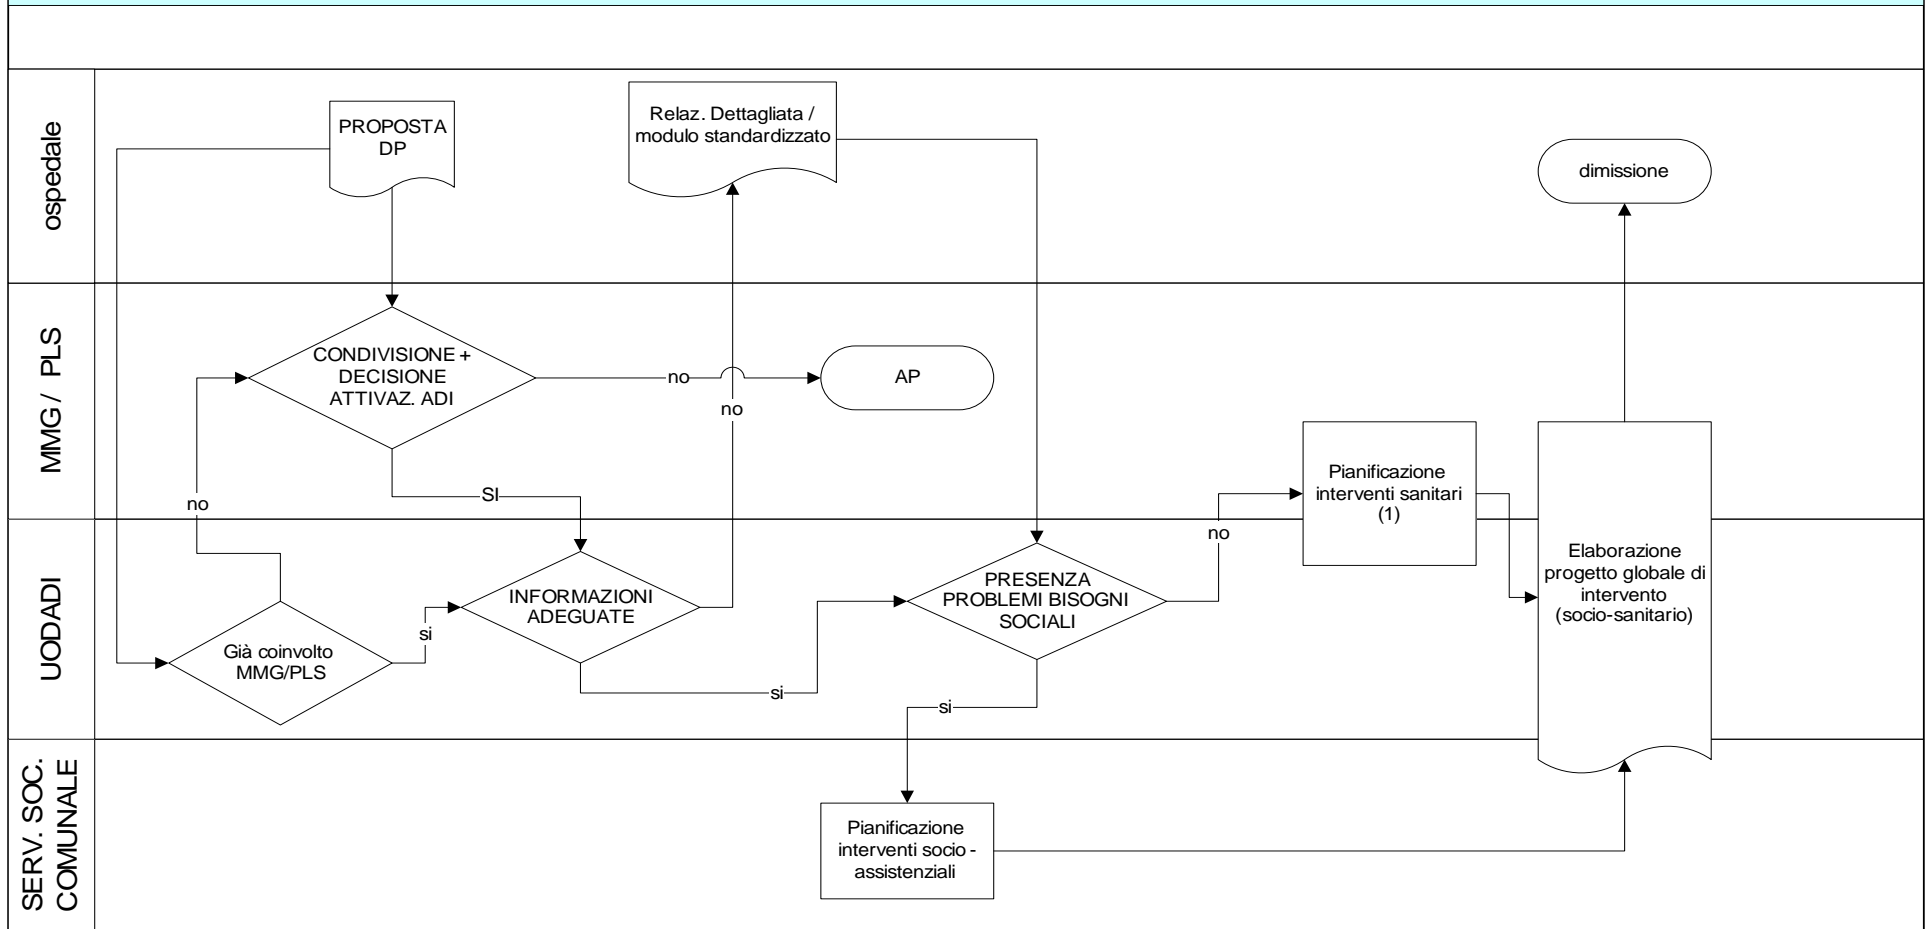 ospedale
PROPOSTA
DP
Relaz. Dettagliata /
modulo standardizzato
dimissione
MMG / PLS
CONDIVISIONE +
DECISIONE
ATTIVAZ. ADI
no
AP
no
SI
no
Pianificazione
interventi sanitari
(1)
UODADI
Già coinvolto
MMG/PLS
si
INFORMAZIONI
ADEGUATE
si
PRESENZA
PROBLEMI BISOGNI
SOCIALI
no
si
Elaborazione
progetto globale di
intervento
(socio-sanitario)
SERV. SOC.
COMUNALE
Pianificazione
interventi socio -
assistenziali